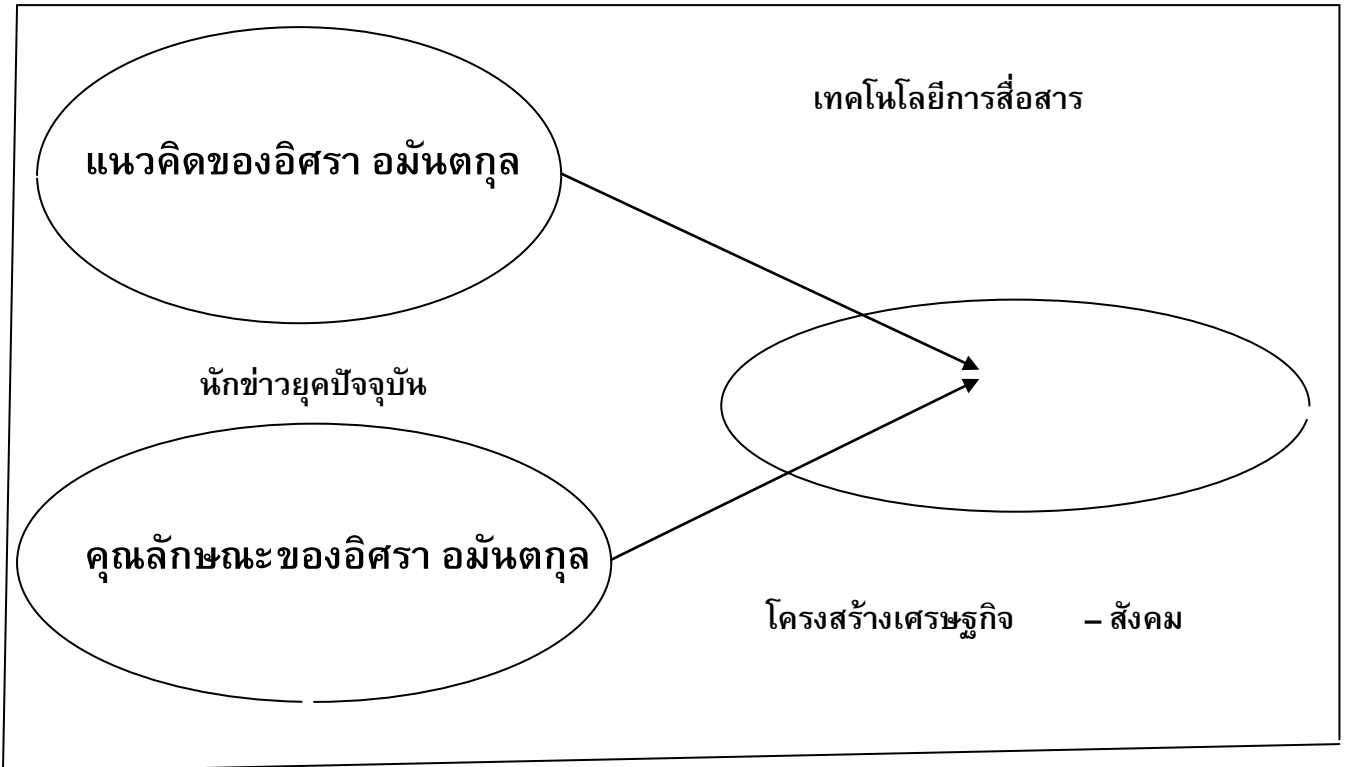 เทคโนโลยีการสื่อสาร
แนวคิดของอิศรา อมันตกุล
นักข่าวยุคปัจจุบัน
คุณลักษณะของอิศรา อมันตกุล
โครงสร้างเศรษฐกิจ – สังคม